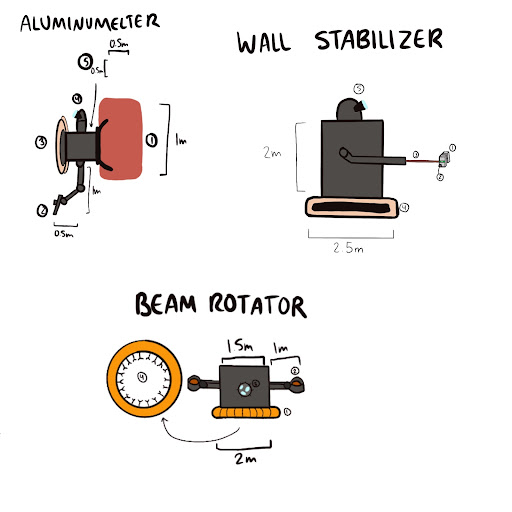 ALUMINUMELTER
0.5m
5
0.5m
4
3
1
1m
1m
2
0.5m
WALL STABILIZER
5
2m
3
1
2
4
2.5m
BEAM ROTATOR
1.5m
1m
2
4
3
1
2m